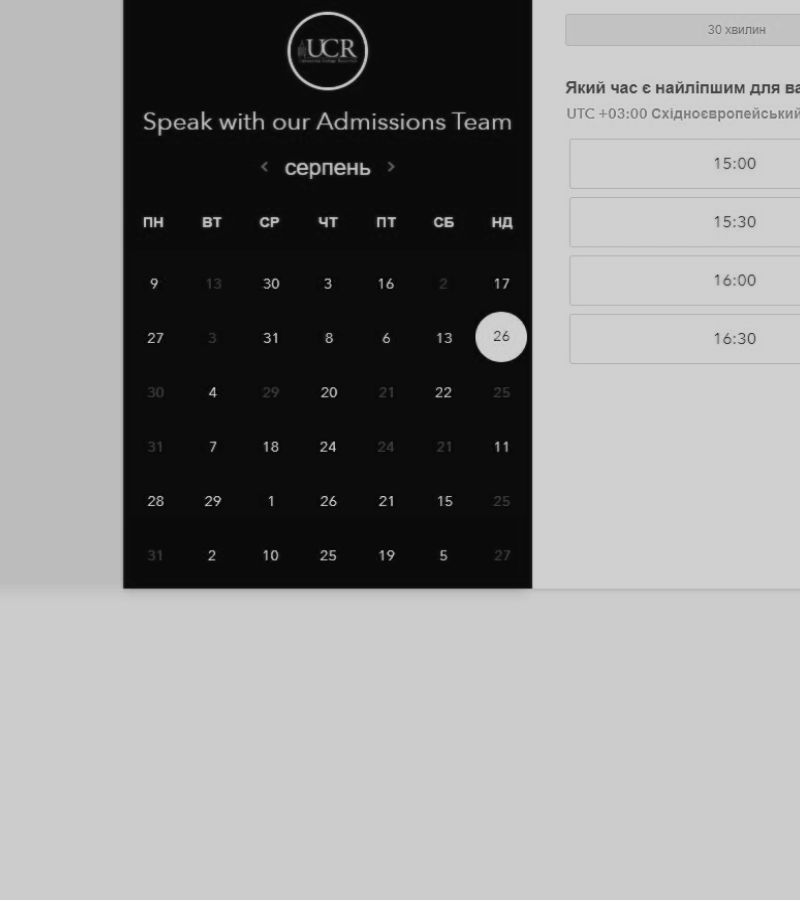 UCR
Speak with our Admissions Team
серпень
ПН ВТ СР ЧТ ПТ СБ НД
9 13 30 3 16 2 17
27 3 31 8 6 13 26
30 4 29 20 21 22 25
31 7 18 24 24 21 11
28 29 1 26 21 15 25
31 2 10 25 19 5 27
30 хвилин
Який час є найліпшим для ва
UTC +03:00 Східноєвропейський
15:00
15:30
16:00
16:30